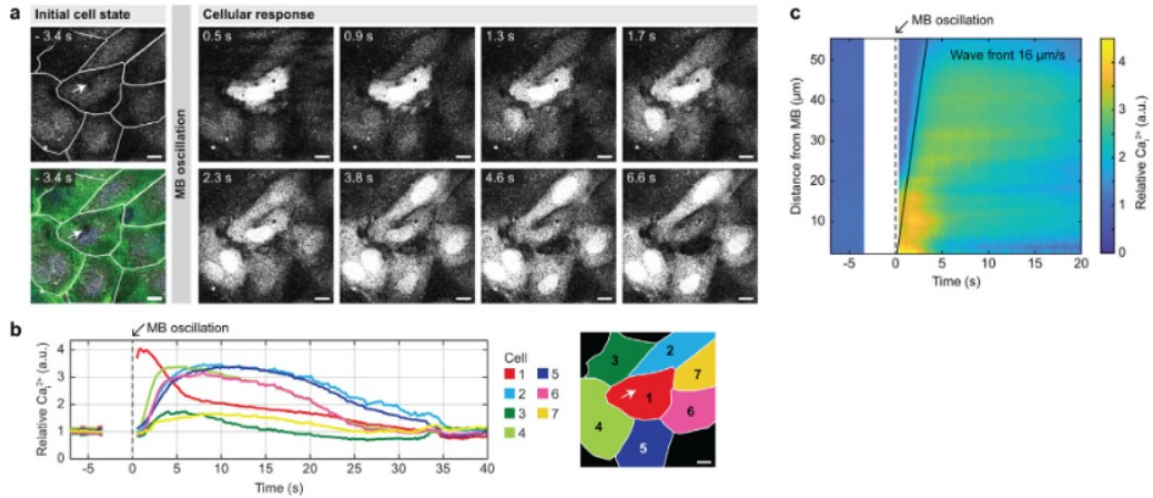 a
Initial cell state
Cellular response
- 3.4 s
0.5 s
0.9 s
1.3 s
1.7 s
MB oscillation
- 3.4 s
2.3 s
3.8 s
4.6 s
6.6 s
b
MB oscillation
Relative Caᵢ²⁺ (a.u.)
4
3
2
1
0
-5 0 5 10 15 20 25 30 35 40
Time (s)
Cell
1 5
2 6
3 7
4
3 2
7
1
4 6
5
c
MB oscillation
Wave front 16 µm/s
Distance from MB (µm)
50
40
30
20
10
-5 0 5 10 15 20
Time (s)
4
3
2
1
0
Relative Caᵢ²⁺ (a.u.)